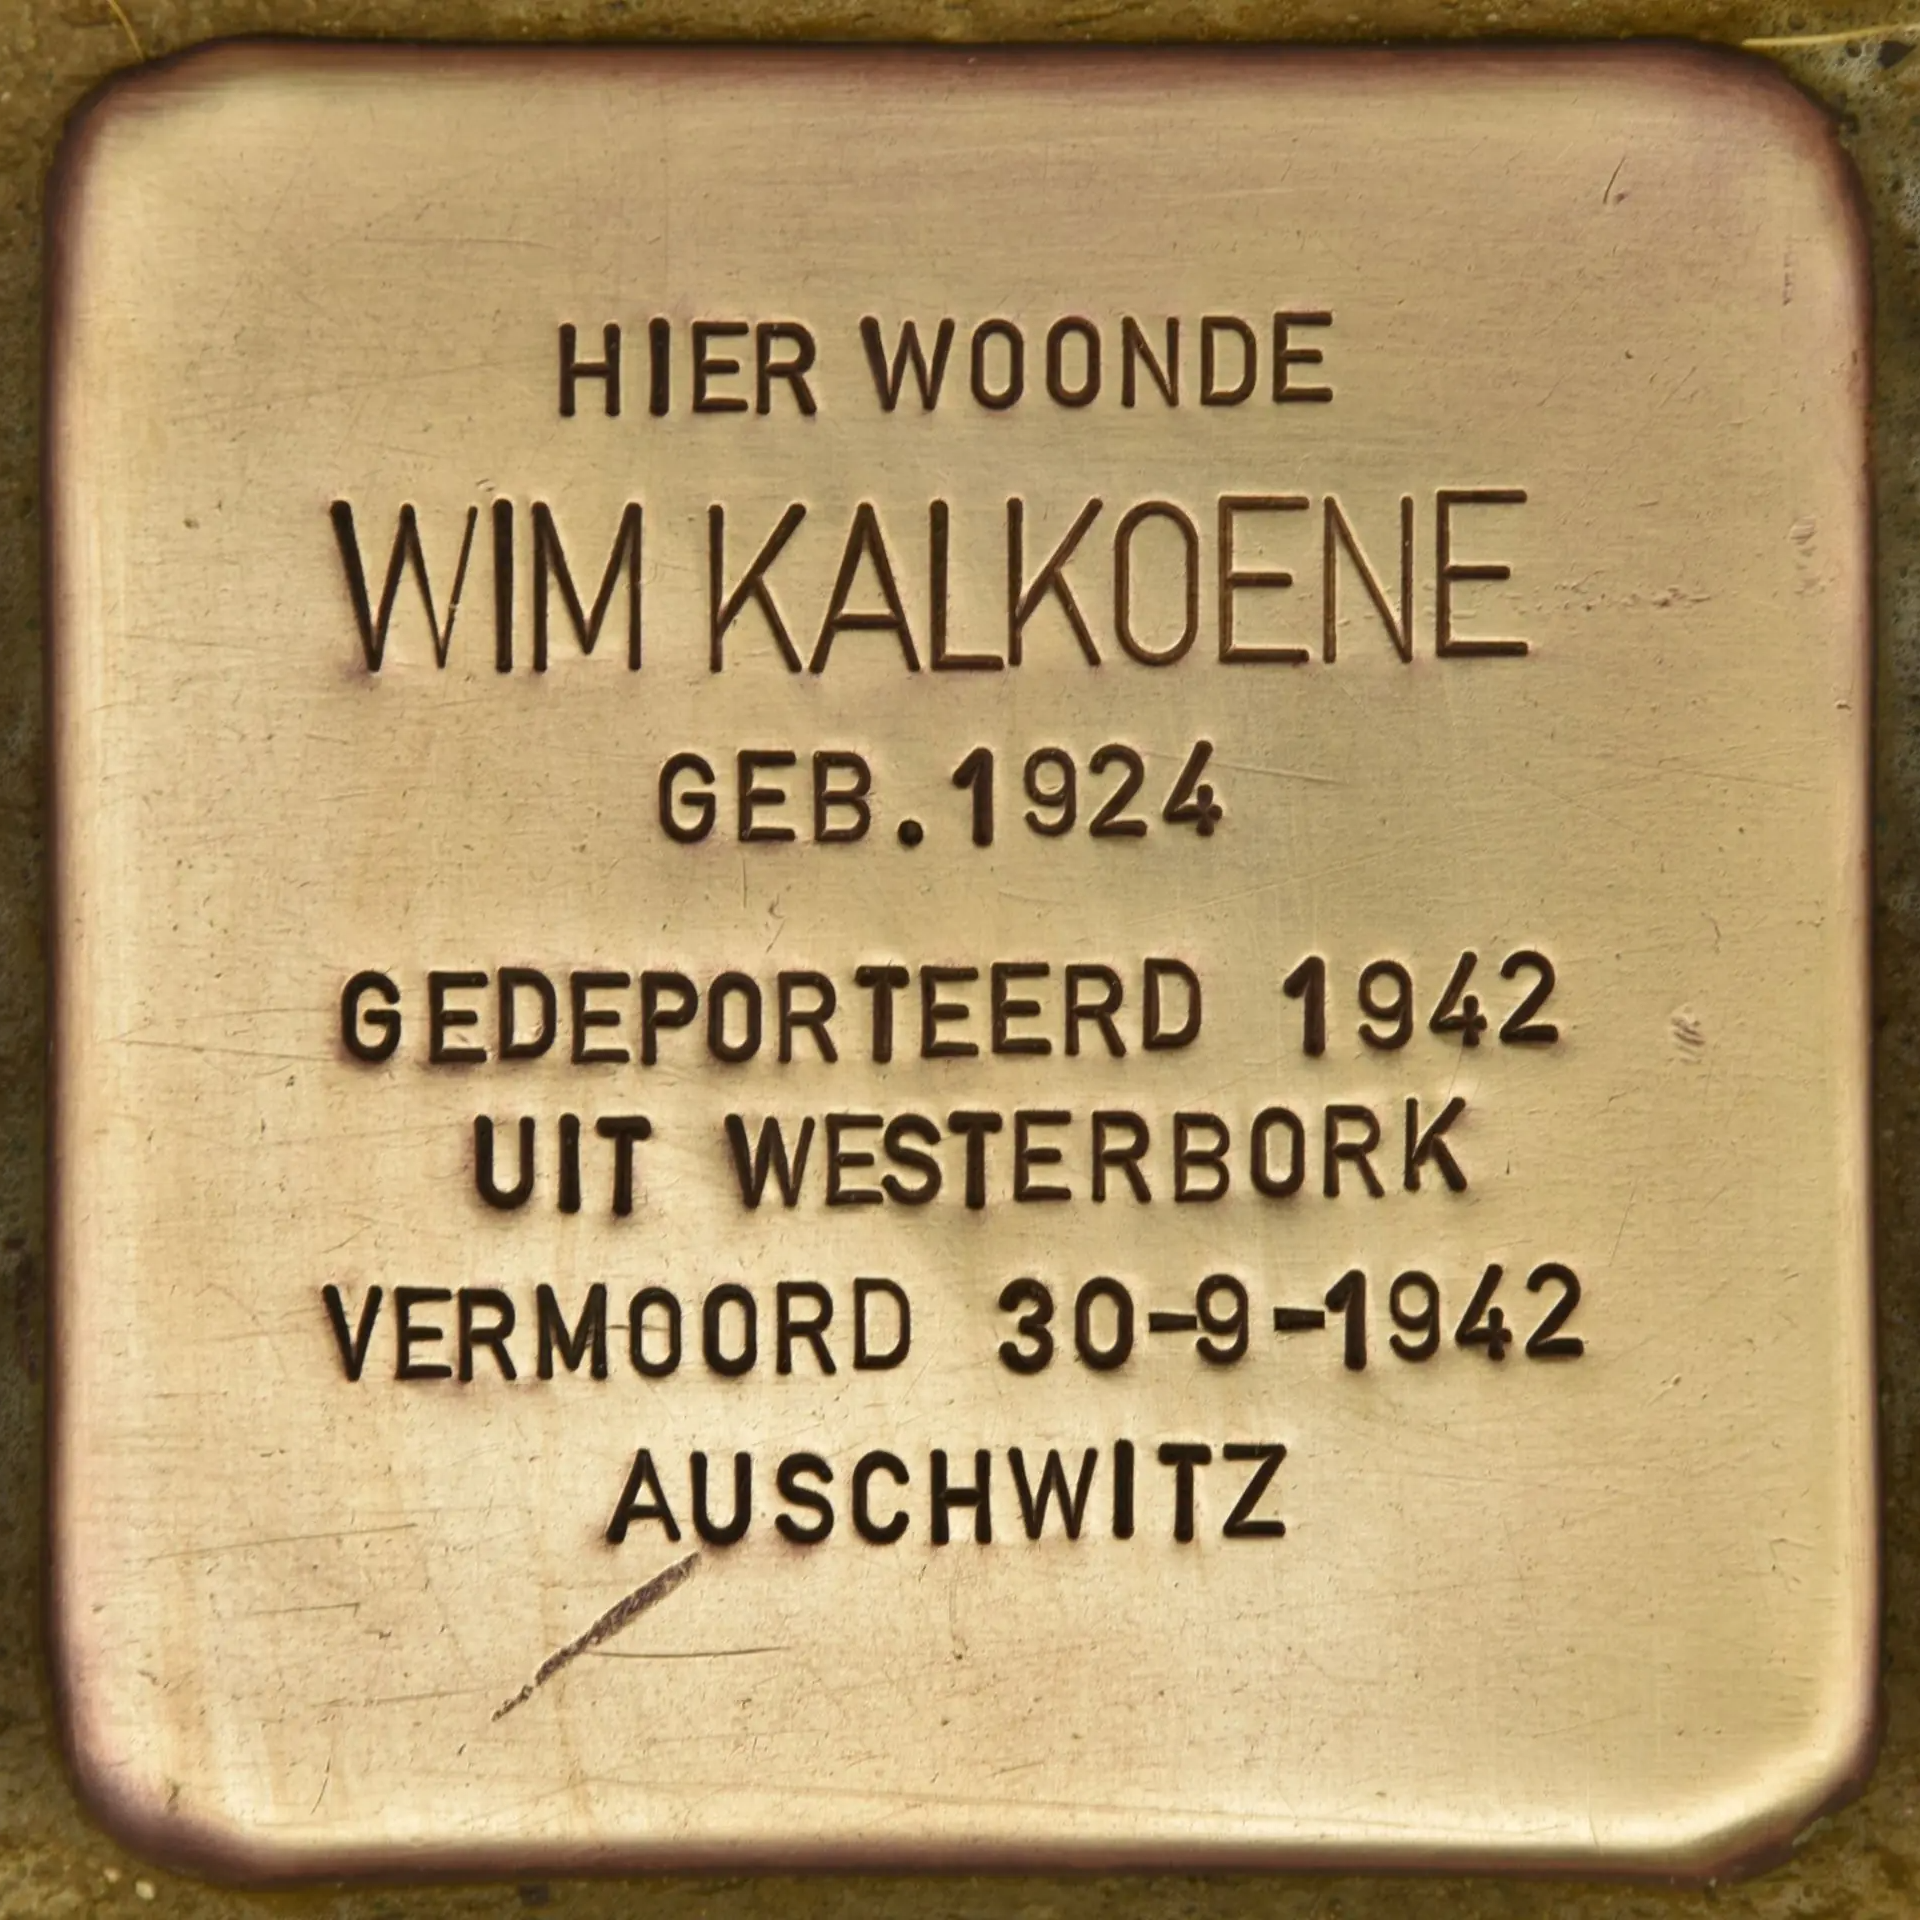 HIER WOONDE
WIM KALKOENE
GEB. 1924
GEDEPORTEERD 1942
UIT WESTERBORK
VERMOORD 30-9-1942
AUSCHWITZ